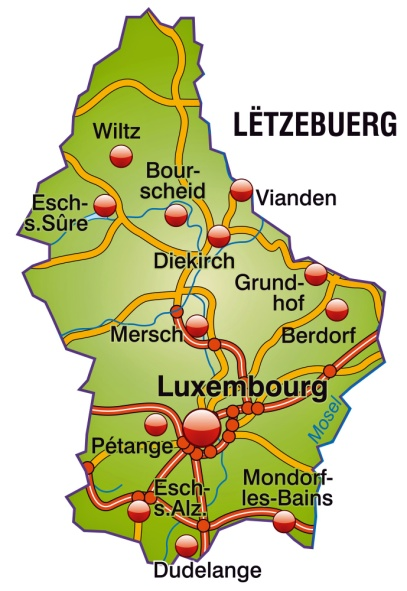 Wiltz
LËTZEBUERG
Bour-
scheid
Vianden
Esch-
s.Sûre
Diekirch
Grund-
hof
Mersch
Berdorf
Luxembourg
Mosel
Pétange
Mondorf-
les-Bains
Esch-
s.Alz.
Dudelange